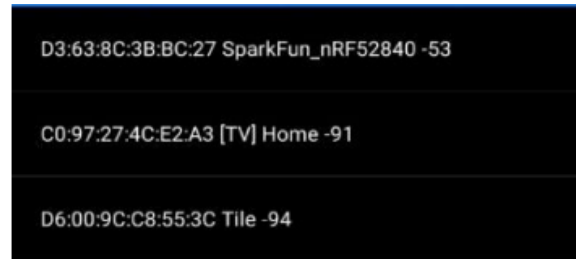 D3:63:8C:3B:BC:27 SparkFun_nRF52840 -53
C0:97:27:4C:E2:A3 [TV] Home -91
D6:00:9C:C8:55:3C Tile -94